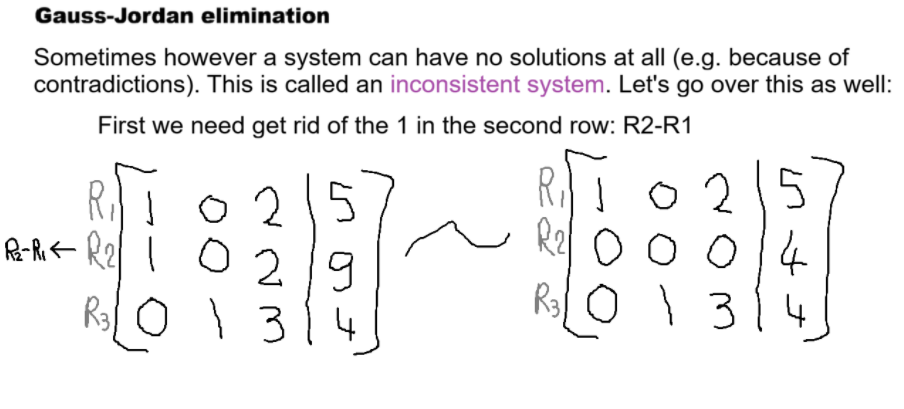 Gauss-Jordan elimination
Sometimes however a system can have no solutions at all (e.g. because of
contradictions). This is called an inconsistent system. Let's go over this as well:
First we need get rid of the 1 in the second row: R2-R1
R1 [ 1 0 2 | 5 ] R1 [ 1 0 2 | 5 ]
R2-R1 ← R2 [ 1 0 2 | 9 ] ~ R2 [ 0 0 0 | 4 ]
R3 [ 0 1 3 | 4 ] R3 [ 0 1 3 | 4 ]